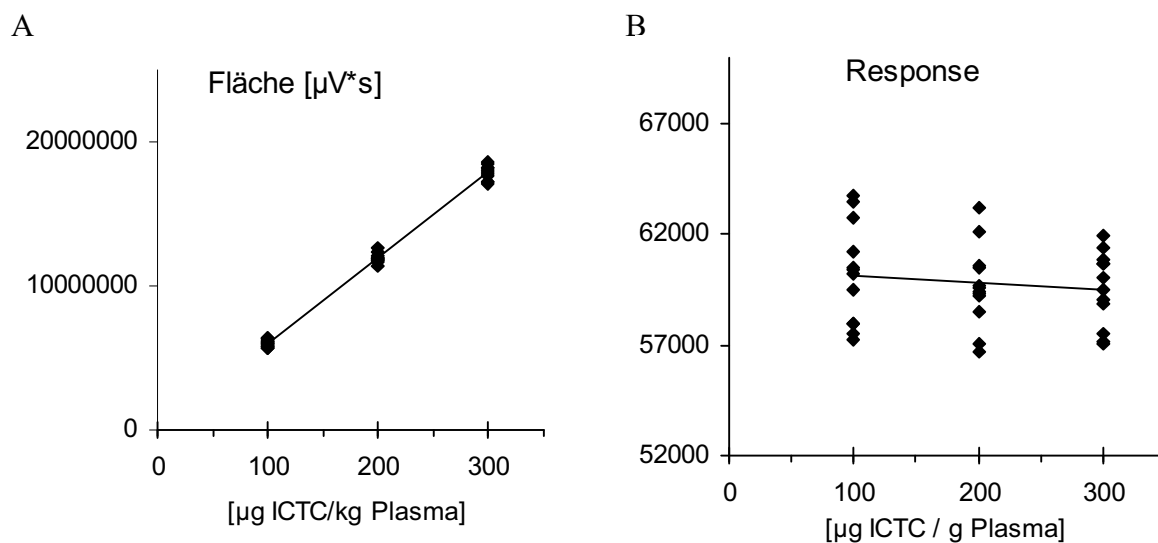 A
Fläche [µV*s]
20000000
10000000
0
0 100 200 300
[µg ICTC/kg Plasma]
B
Response
67000
62000
57000
52000
0 100 200 300
[µg ICTC / g Plasma]